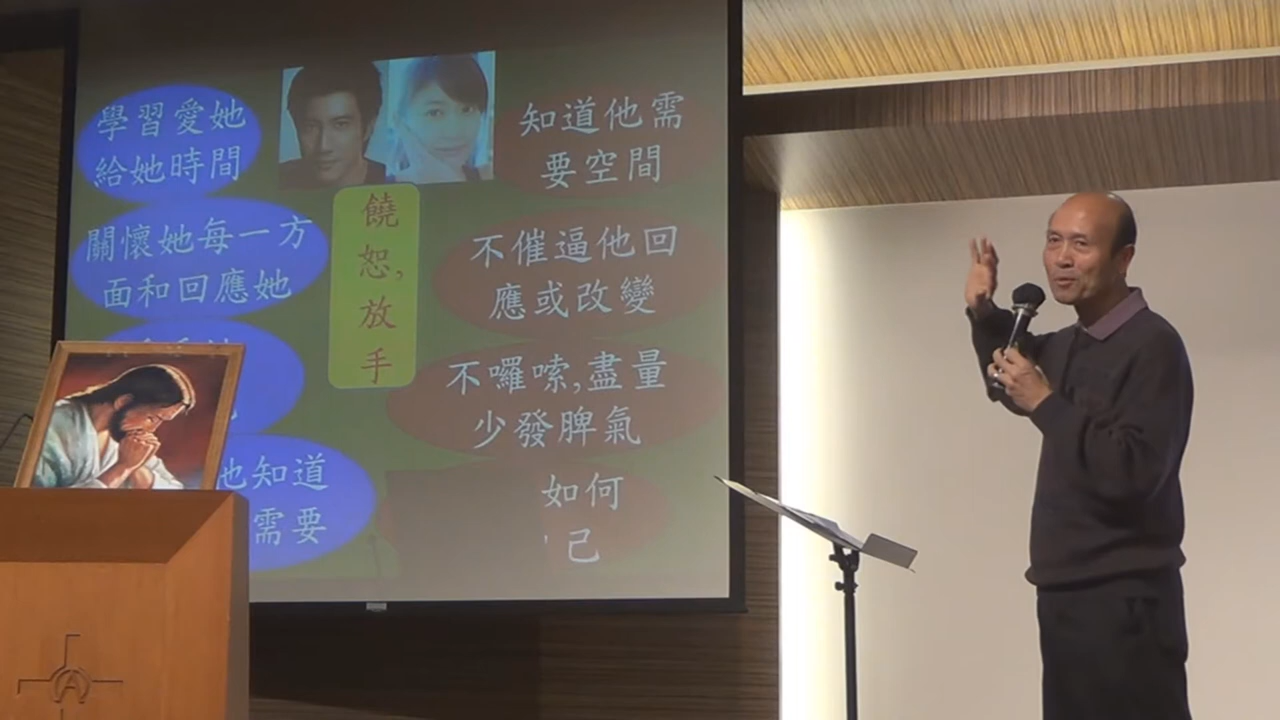 學習愛她
給她時間
關懷她每一方
面和回應她
他知道
需要
饒
恕,
放
手
知道他需
要空間
不催逼他回
應或改變
不囉嗦,盡量
少發脾氣
如何
己